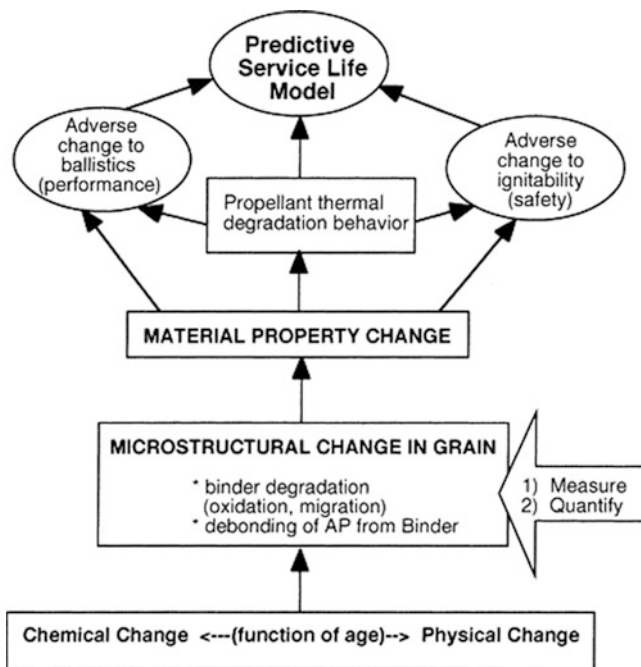 Predictive
Service Life
Model
Adverse
change to
ballistics
(performance)
Adverse
change to
ignitability
(safety)
Propellant thermal
degradation behavior
MATERIAL PROPERTY CHANGE
MICROSTRUCTURAL CHANGE IN GRAIN
* binder degradation
(oxidation, migration)
* debonding of AP from Binder
1) Measure
2) Quantify
Chemical Change <---(function of age)--> Physical Change